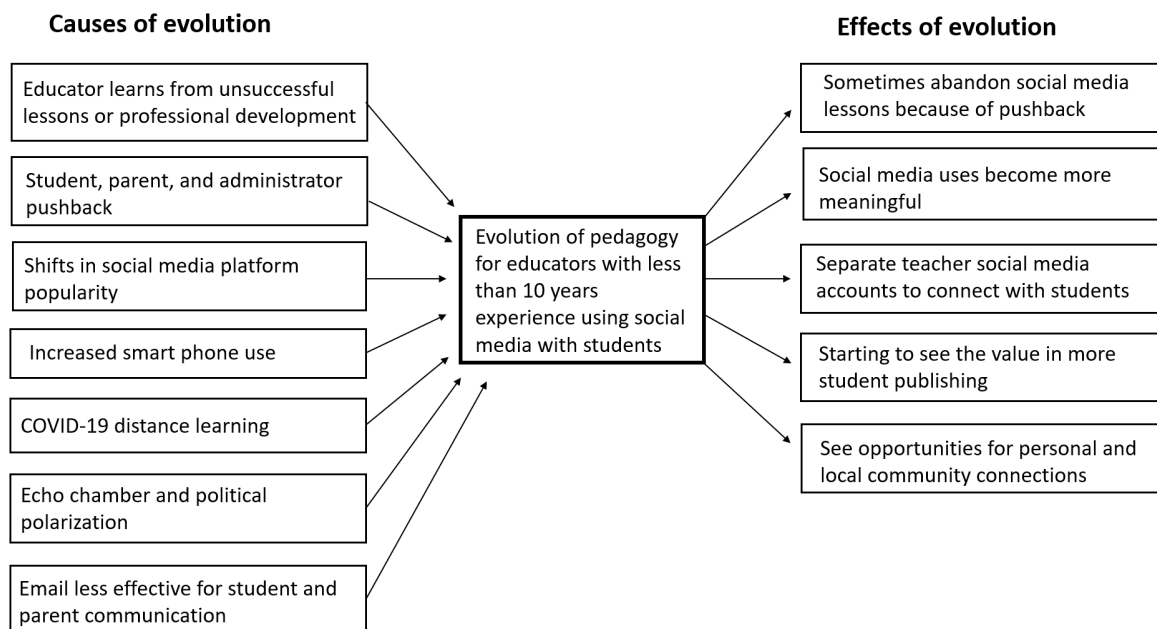 Causes of evolution
Educator learns from unsuccessful
lessons or professional development
Student, parent, and administrator
pushback
Shifts in social media platform
popularity
Increased smart phone use
COVID-19 distance learning
Echo chamber and political
polarization
Email less effective for student and
parent communication
Evolution of pedagogy
for educators with less
than 10 years
experience using social
media with students
Effects of evolution
Sometimes abandon social media
lessons because of pushback
Social media uses become more
meaningful
Separate teacher social media
accounts to connect with students
Starting to see the value in more
student publishing
See opportunities for personal and
local community connections